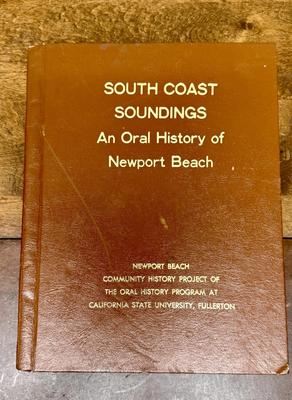 SOUTH COAST
SOUNDINGS
An Oral History of
Newport Beach
NEWPORT BEACH
COMMUNITY HISTORY PROJECT OF
THE ORAL HISTORY PROGRAM AT
CALIFORNIA STATE UNIVERSITY, FULLERTON